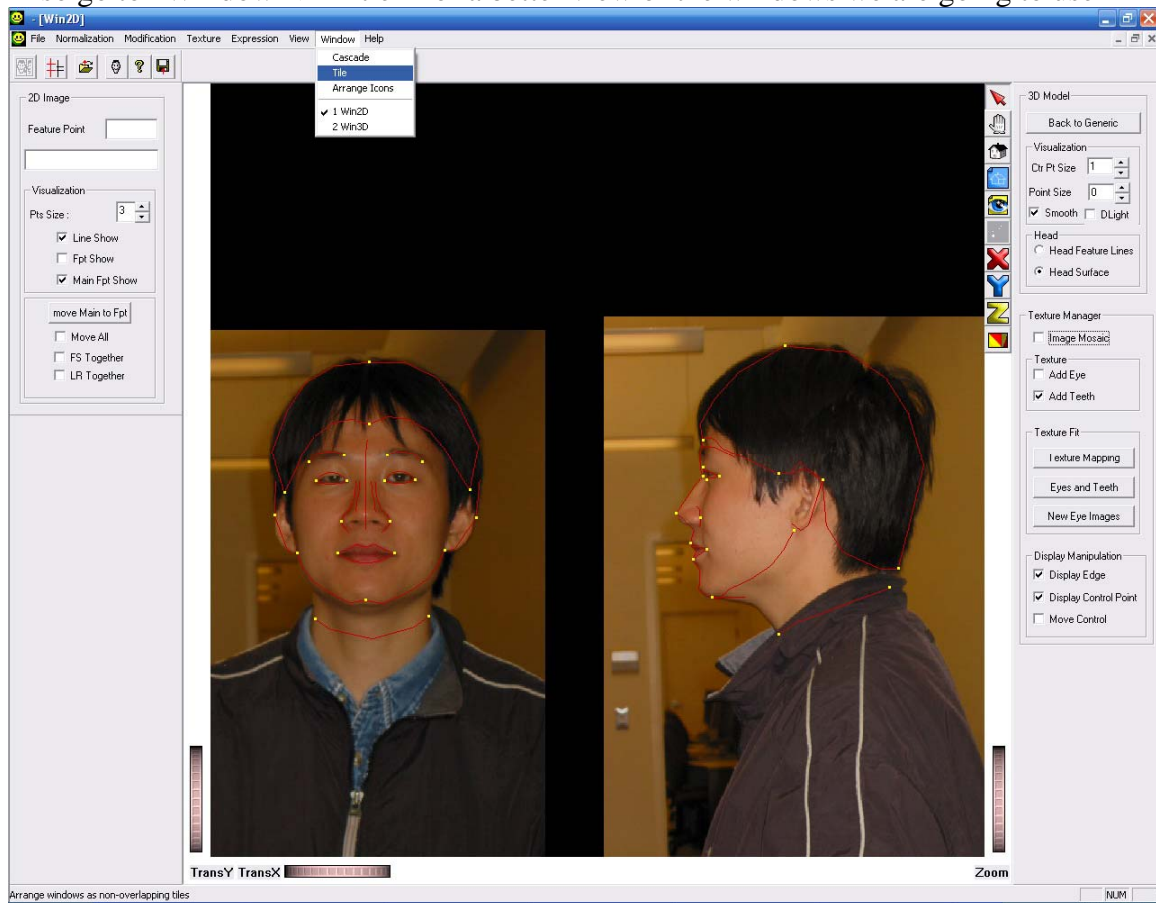 - [Win2D]
File Normalization Modification Texture Expression View Window Help
Cascade
Tile
Arrange Icons
1 Win2D
2 Win3D
2D Image
Feature Point
Visualization
Pts Size : 3
Line Show
Fpt Show
Main Fpt Show
move Main to Fpt
Move All
FS Together
LR Together
3D Model
Back to Generic
Visualization
Ctr Pt Size 1
Point Size 0
Smooth DLight
Head
Head Feature Lines
Head Surface
Texture Manager
Image Mosaic
Texture
Add Eye
Add Teeth
Texture Fit
Texture Mapping
Eyes and Teeth
New Eye Images
Display Manipulation
Display Edge
Display Control Point
Move Control
TransY TransX Zoom
Arrange windows as non-overlapping tiles NUM